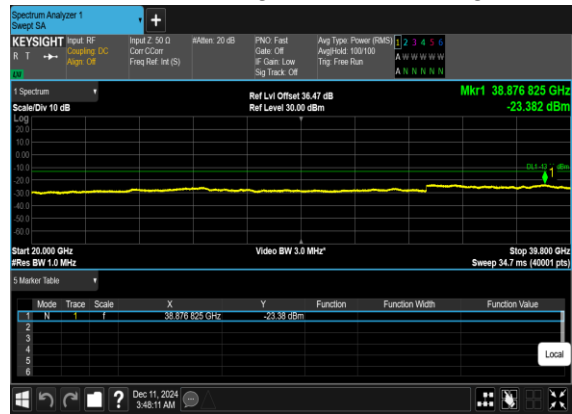 Spectrum Analyzer 1
Swept SA
+
KEYSIGHT Input: RF Input Z: 50 Ω #Atten: 20 dB PNO: Fast Avg Type: Power (RMS) 1 2 3 4 5 6
R T Coupling: DC Corr CCorr Gate: Off Avg|Hold: 100/100 A W W W W W
Align: Off Freq Ref: Int (S) IF Gain: Low Trig: Free Run
LW Sig Track: Off A N N N N N
1 Spectrum Ref Lvl Offset 36.47 dB Mkr1 38.876 825 GHz
Scale/Div 10 dB Ref Level 30.00 dBm -23.382 dBm
Log
20.0
10.0
0.00
-10.0
DL1 dBm
1
-20.0
-30.0
-40.0
-50.0
-60.0
Start 20.000 GHz Video BW 3.0 MHz* Stop 39.800 GHz
#Res BW 1.0 MHz Sweep 34.7 ms (40001 pts)
5 Marker Table
Mode Trace Scale X Y Function Function Width Function Value
1 N 1 f 38.876 825 GHz -23.38 dBm
2
3
4
5
6
Local
? Dec 11, 2024
3:48:11 AM